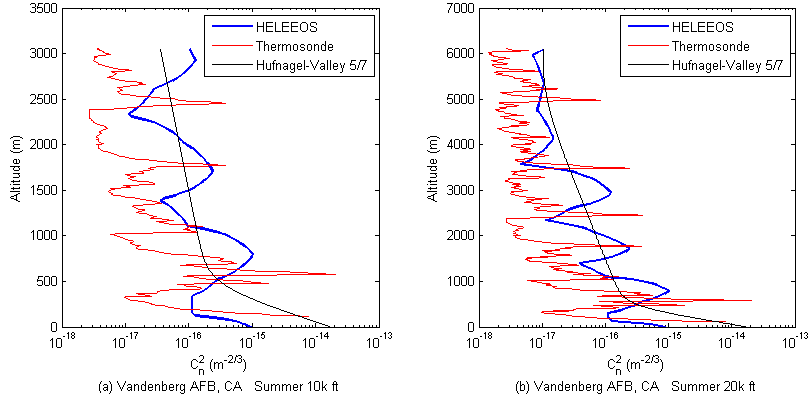 3500
3000
2500
2000
1500
1000
500
0
Altitude (m)
HELEEOS
Thermosonde
Hufnagel-Valley 5/7
10^-18 10^-17 10^-16 10^-15 10^-14 10^-13
C_n^2 (m^-2/3)
(a) Vandenberg AFB, CA Summer 10k ft
7000
6000
5000
4000
3000
2000
1000
0
Altitude (m)
HELEEOS
Thermosonde
Hufnagel-Valley 5/7
10^-18 10^-17 10^-16 10^-15 10^-14 10^-13
C_n^2 (m^-2/3)
(b) Vandenberg AFB, CA Summer 20k ft